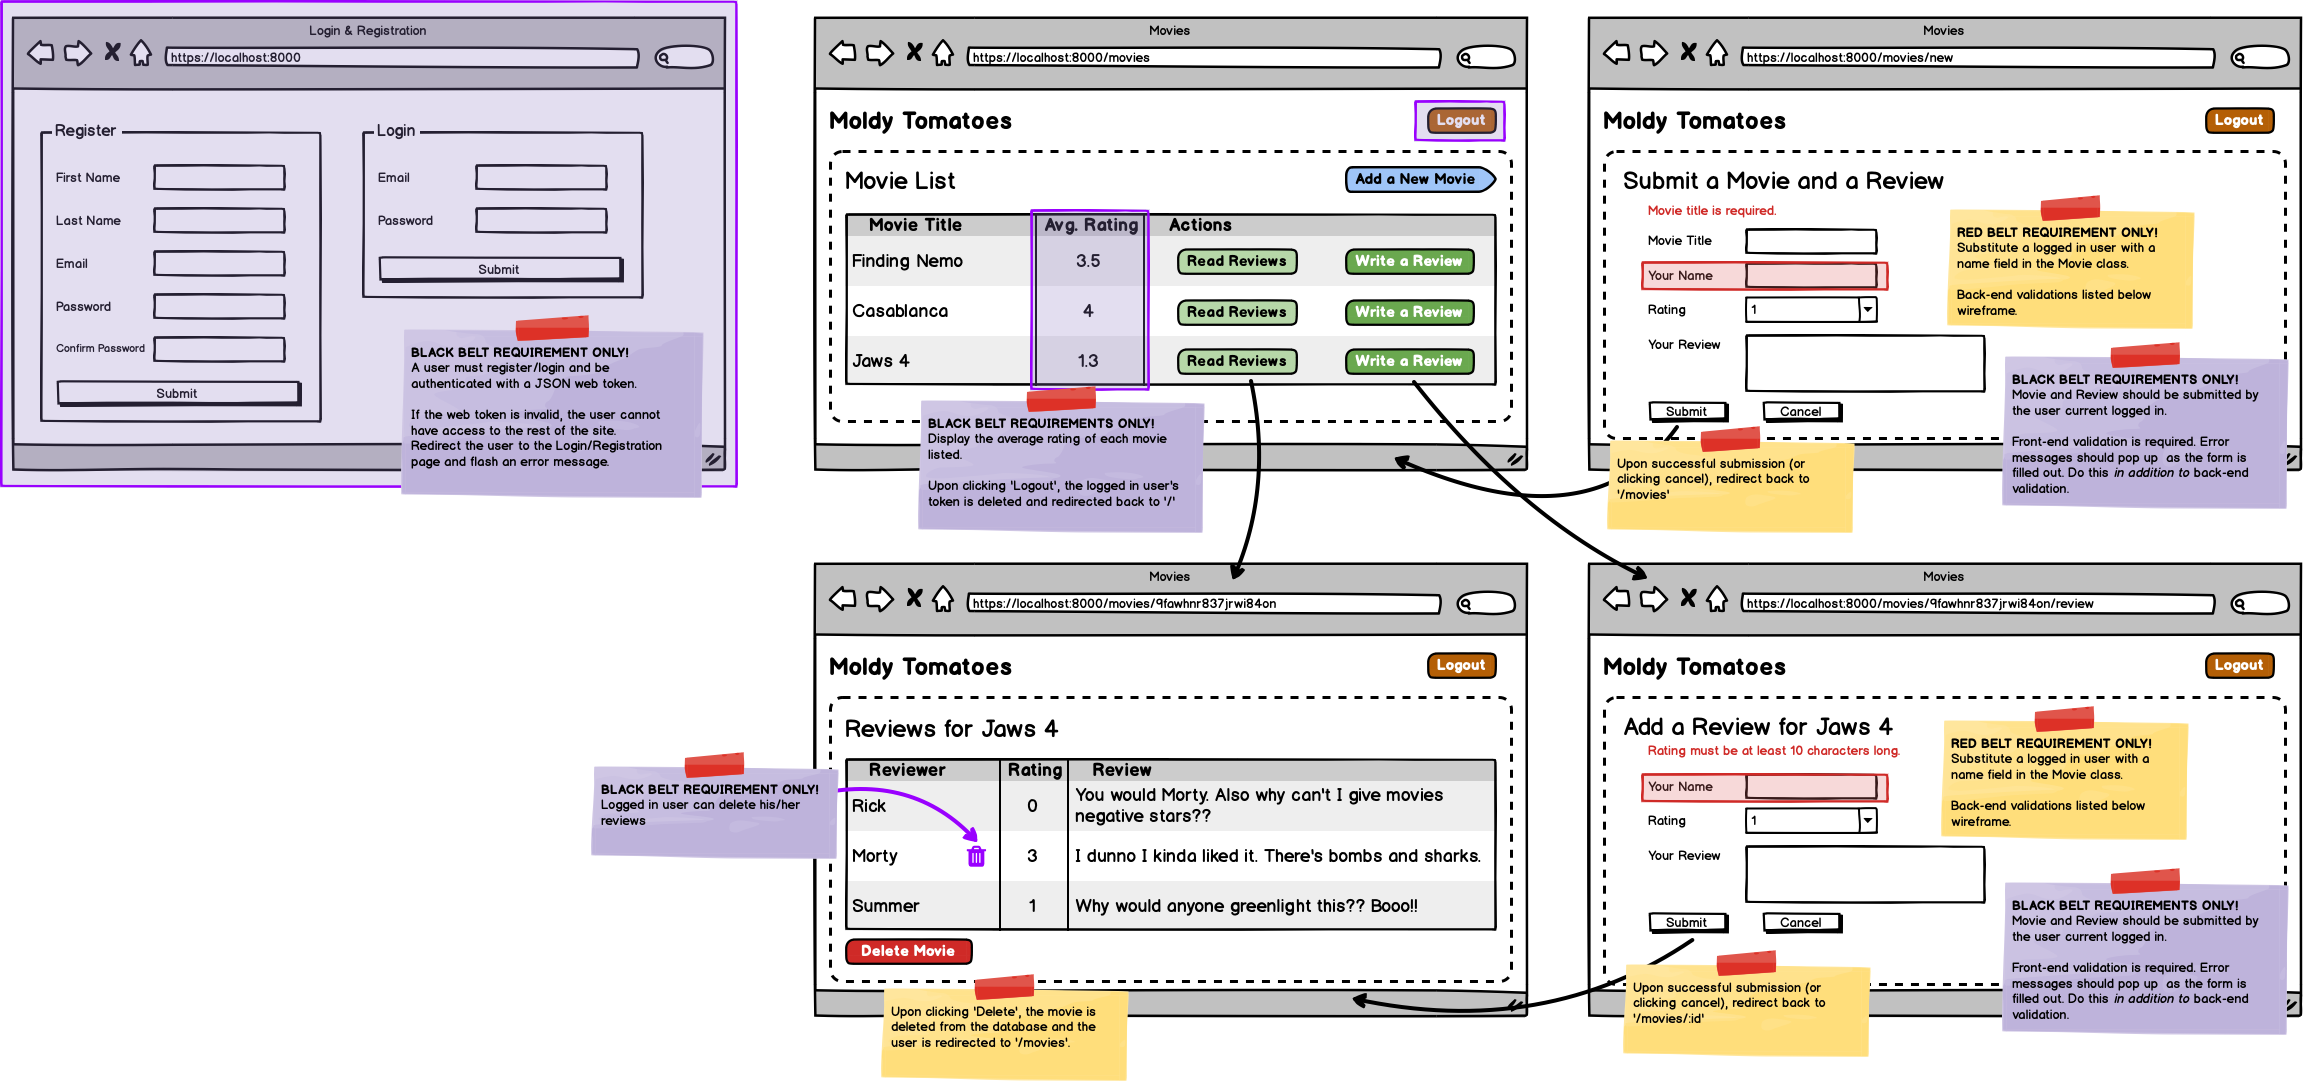 Login & Registration
https://localhost:8000
Register
First Name
Last Name
Email
Password
Confirm Password
Submit
Login
Email
Password
Submit
BLACK BELT REQUIREMENT ONLY!
A user must register/login and be
authenticated with a JSON web token.
If the web token is invalid, the user cannot
have access to the rest of the site.
Redirect the user to the Login/Registration
page and flash an error message.
Movies
https://localhost:8000/movies
Moldy Tomatoes
Logout
Movie List
Add a New Movie
Movie Title Avg. Rating Actions
Finding Nemo 3.5 Read Reviews Write a Review
Casablanca 4 Read Reviews Write a Review
Jaws 4 1.3 Read Reviews Write a Review
BLACK BELT REQUIREMENTS ONLY!
Display the average rating of each movie
listed.
Upon clicking 'Logout', the logged in user's
token is deleted and redirected back to '/'
Movies
https://localhost:8000/movies/new
Moldy Tomatoes
Logout
Submit a Movie and a Review
Movie title is required.
Movie Title
Your Name
Rating 1
Your Review
Submit Cancel
RED BELT REQUIREMENT ONLY!
Substitute a logged in user with a
name field in the Movie class.
Back-end validations listed below
wireframe.
BLACK BELT REQUIREMENTS ONLY!
Movie and Review should be submitted by
the user current logged in.
Front-end validation is required. Error
messages should pop up as the form is
filled out. Do this in addition to back-end
validation.
Upon successful submission (or
clicking cancel), redirect back to
'/movies'
Movies
https://localhost:8000/movies/9fawhnr837jrwi84on
Moldy Tomatoes
Logout
Reviews for Jaws 4
Reviewer Rating Review
Rick 0 You would Morty. Also why can't I give movies
negative stars??
Morty 3 I dunno I kinda liked it. There's bombs and sharks.
Summer 1 Why would anyone greenlight this?? Booo!!
Delete Movie
BLACK BELT REQUIREMENT ONLY!
Logged in user can delete his/her
reviews
Upon clicking 'Delete', the movie is
deleted from the database and the
user is redirected to '/movies'.
Movies
https://localhost:8000/movies/9fawhnr837jrwi84on/review
Moldy Tomatoes
Logout
Add a Review for Jaws 4
Rating must be at least 10 characters long.
Your Name
Rating 1
Your Review
Submit Cancel
RED BELT REQUIREMENT ONLY!
Substitute a logged in user with a
name field in the Movie class.
Back-end validations listed below
wireframe.
BLACK BELT REQUIREMENTS ONLY!
Movie and Review should be submitted by
the user current logged in.
Front-end validation is required. Error
messages should pop up as the form is
filled out. Do this in addition to back-end
validation.
Upon successful submission (or
clicking cancel), redirect back to
'/movies/:id'